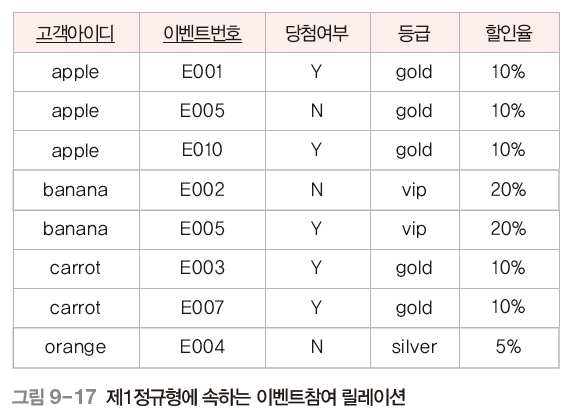 고객아이디 이벤트번호 당첨여부 등급 할인율
apple E001 Y gold 10%
apple E005 N gold 10%
apple E010 Y gold 10%
banana E002 N vip 20%
banana E005 Y vip 20%
carrot E003 Y gold 10%
carrot E007 Y gold 10%
orange E004 N silver 5%
그림 9-17 제1정규형에 속하는 이벤트참여 릴레이션